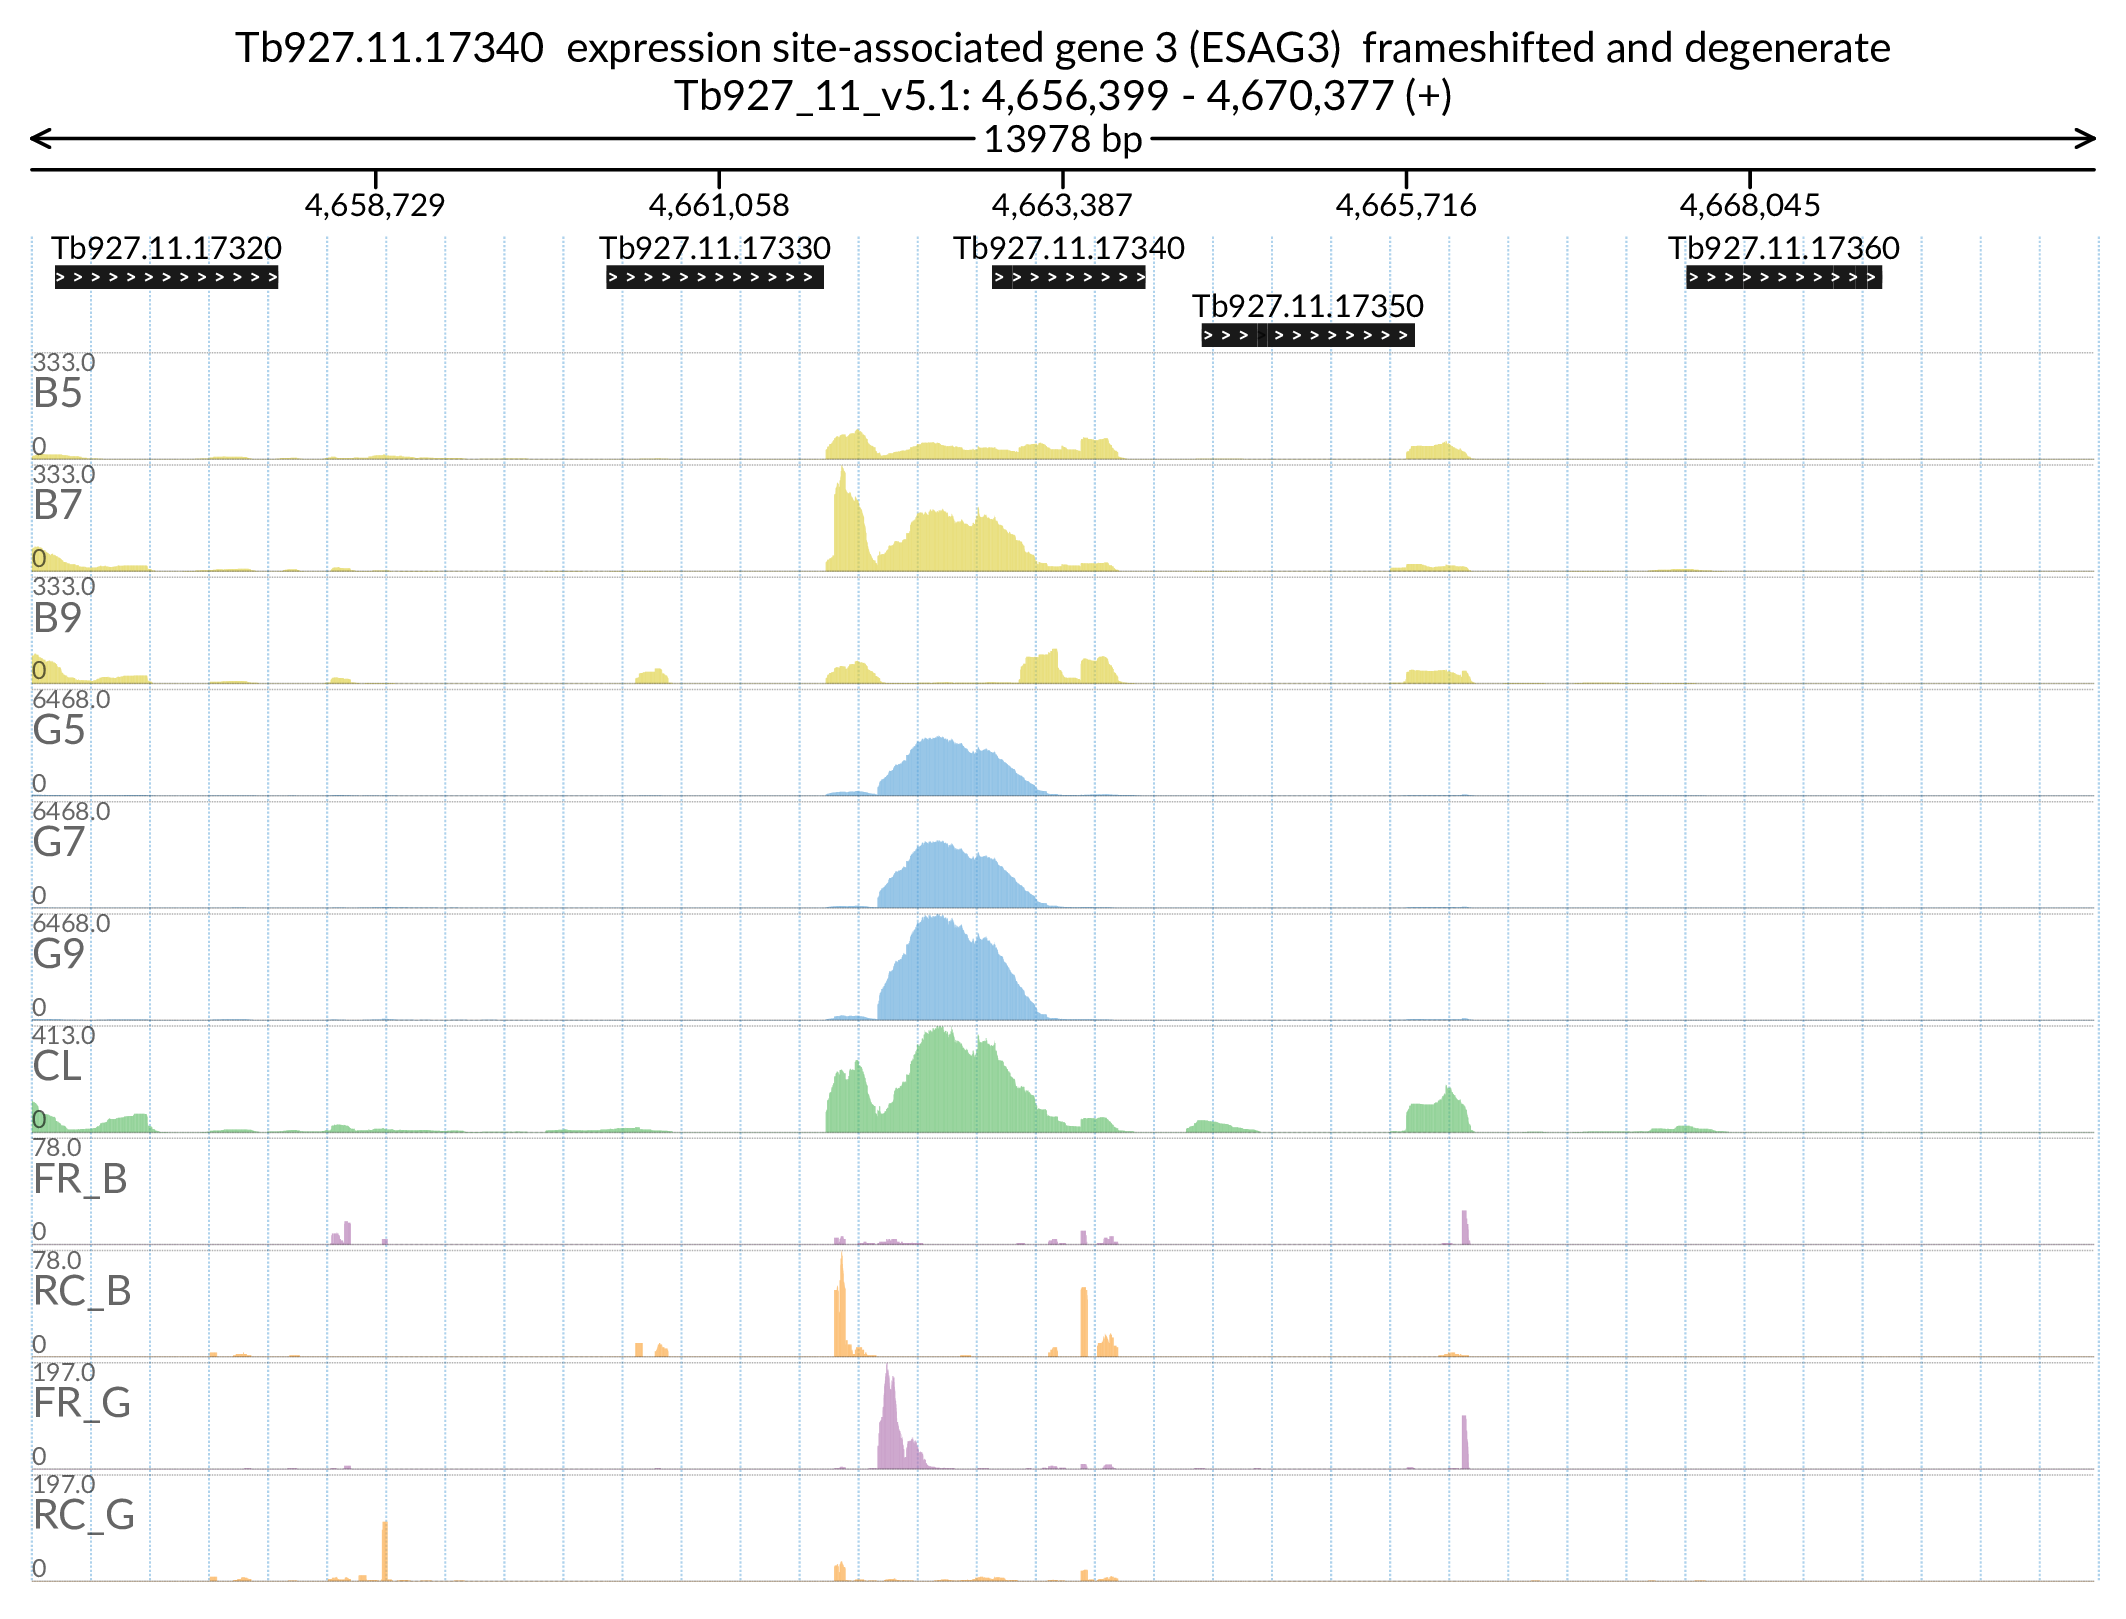 Tb927.11.17340 expression site-associated gene 3 (ESAG3) frameshifted and degenerate
Tb927_11_v5.1: 4,656,399 - 4,670,377 (+)
13978 bp
4,658,729 4,661,058 4,663,387 4,665,716 4,668,045
Tb927.11.17320 Tb927.11.17330 Tb927.11.17340 Tb927.11.17360
Tb927.11.17350
333.0
B5
0
333.0
B7
0
333.0
B9
0
6468.0
G5
0
6468.0
G7
0
6468.0
G9
0
413.0
CL
0
78.0
FR_B
0
78.0
RC_B
0
197.0
FR_G
0
197.0
RC_G
0